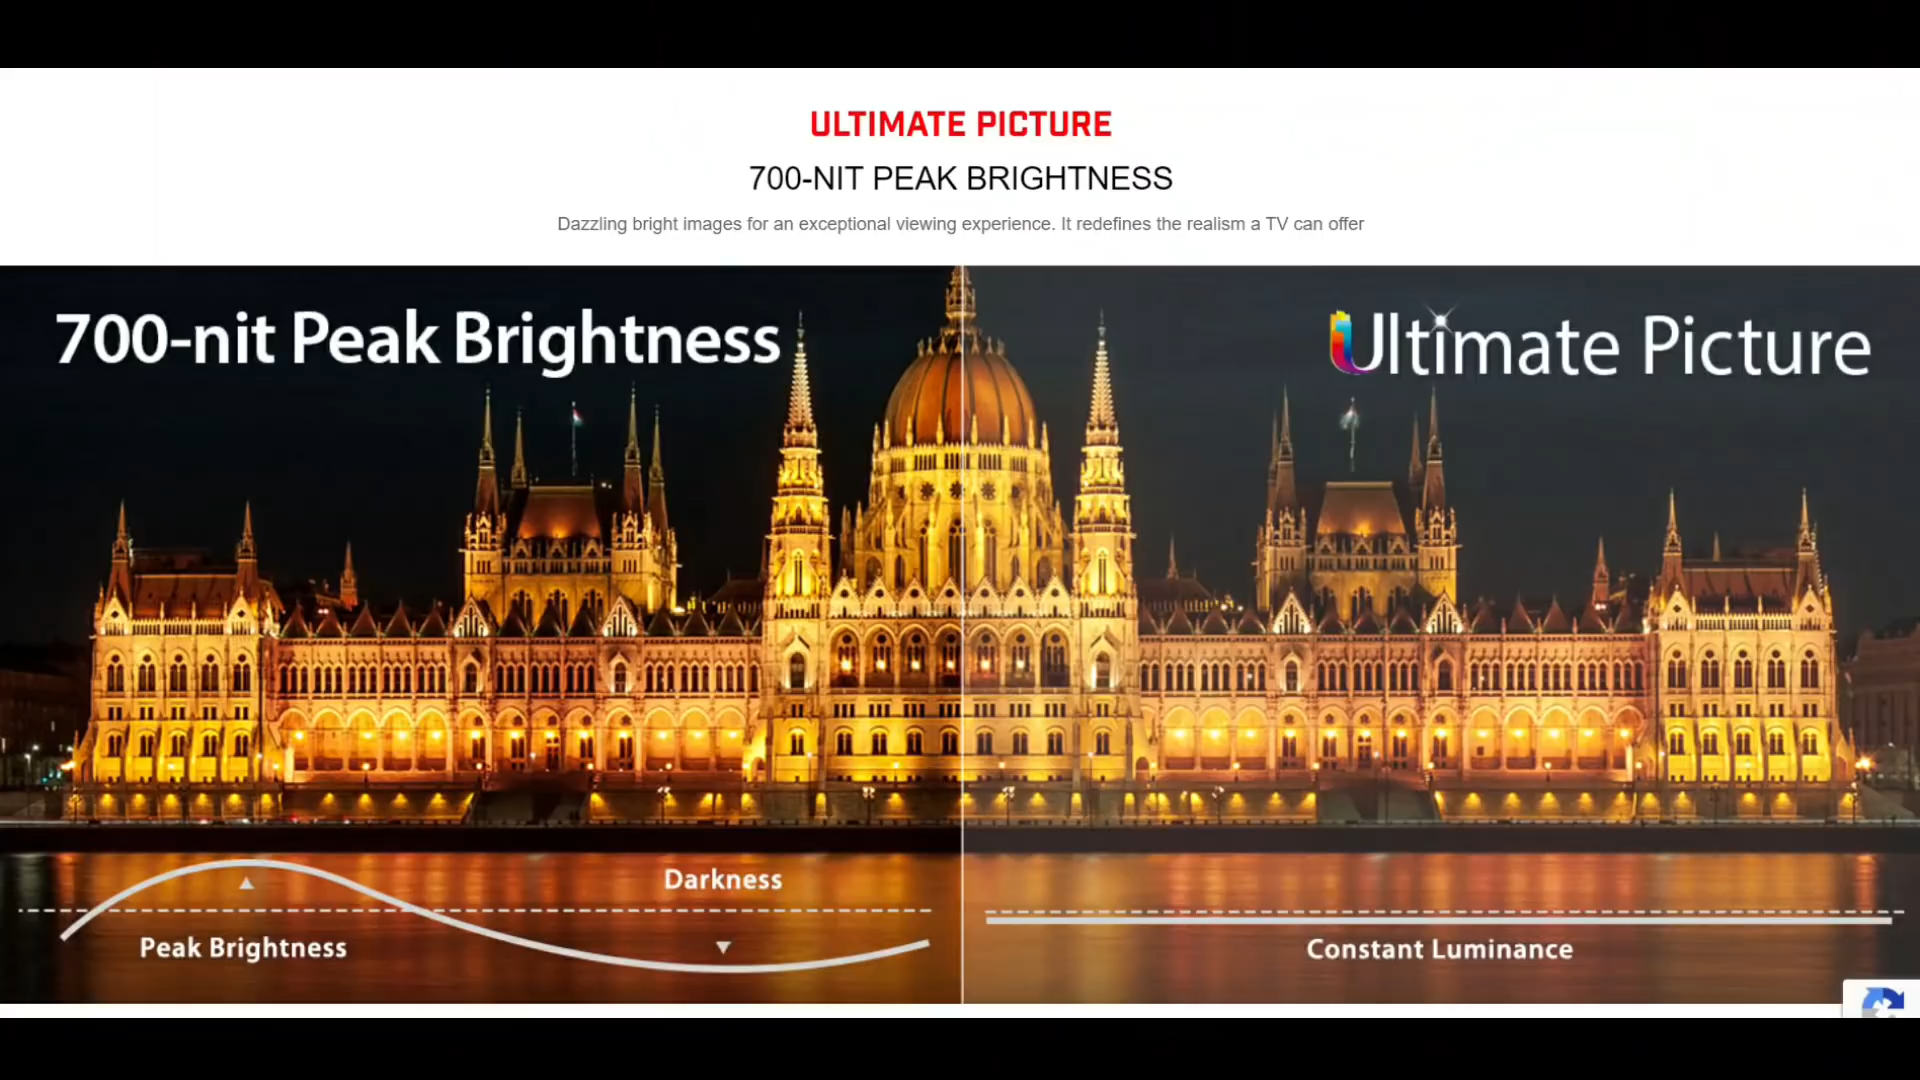 ULTIMATE PICTURE
700-NIT PEAK BRIGHTNESS
Dazzling bright images for an exceptional viewing experience. It redefines the realism a TV can offer
700-nit Peak Brightness
Ultimate Picture
Darkness
Peak Brightness
Constant Luminance